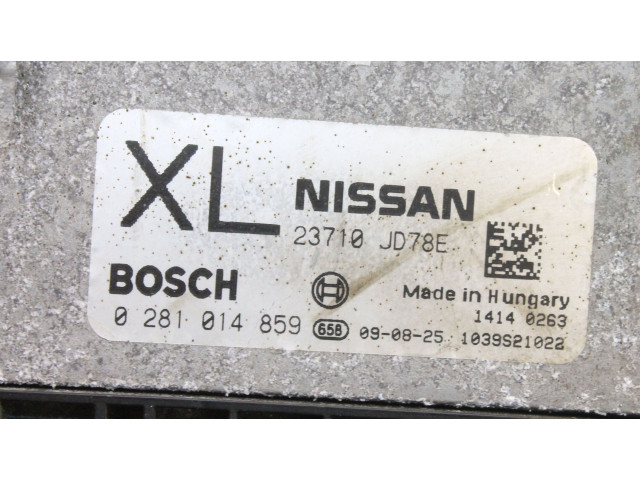 XL NISSAN
23710 JD78E
BOSCH
Made in Hungary
1414 0263
0 281 014 859 658 09-08-25 1039S21022